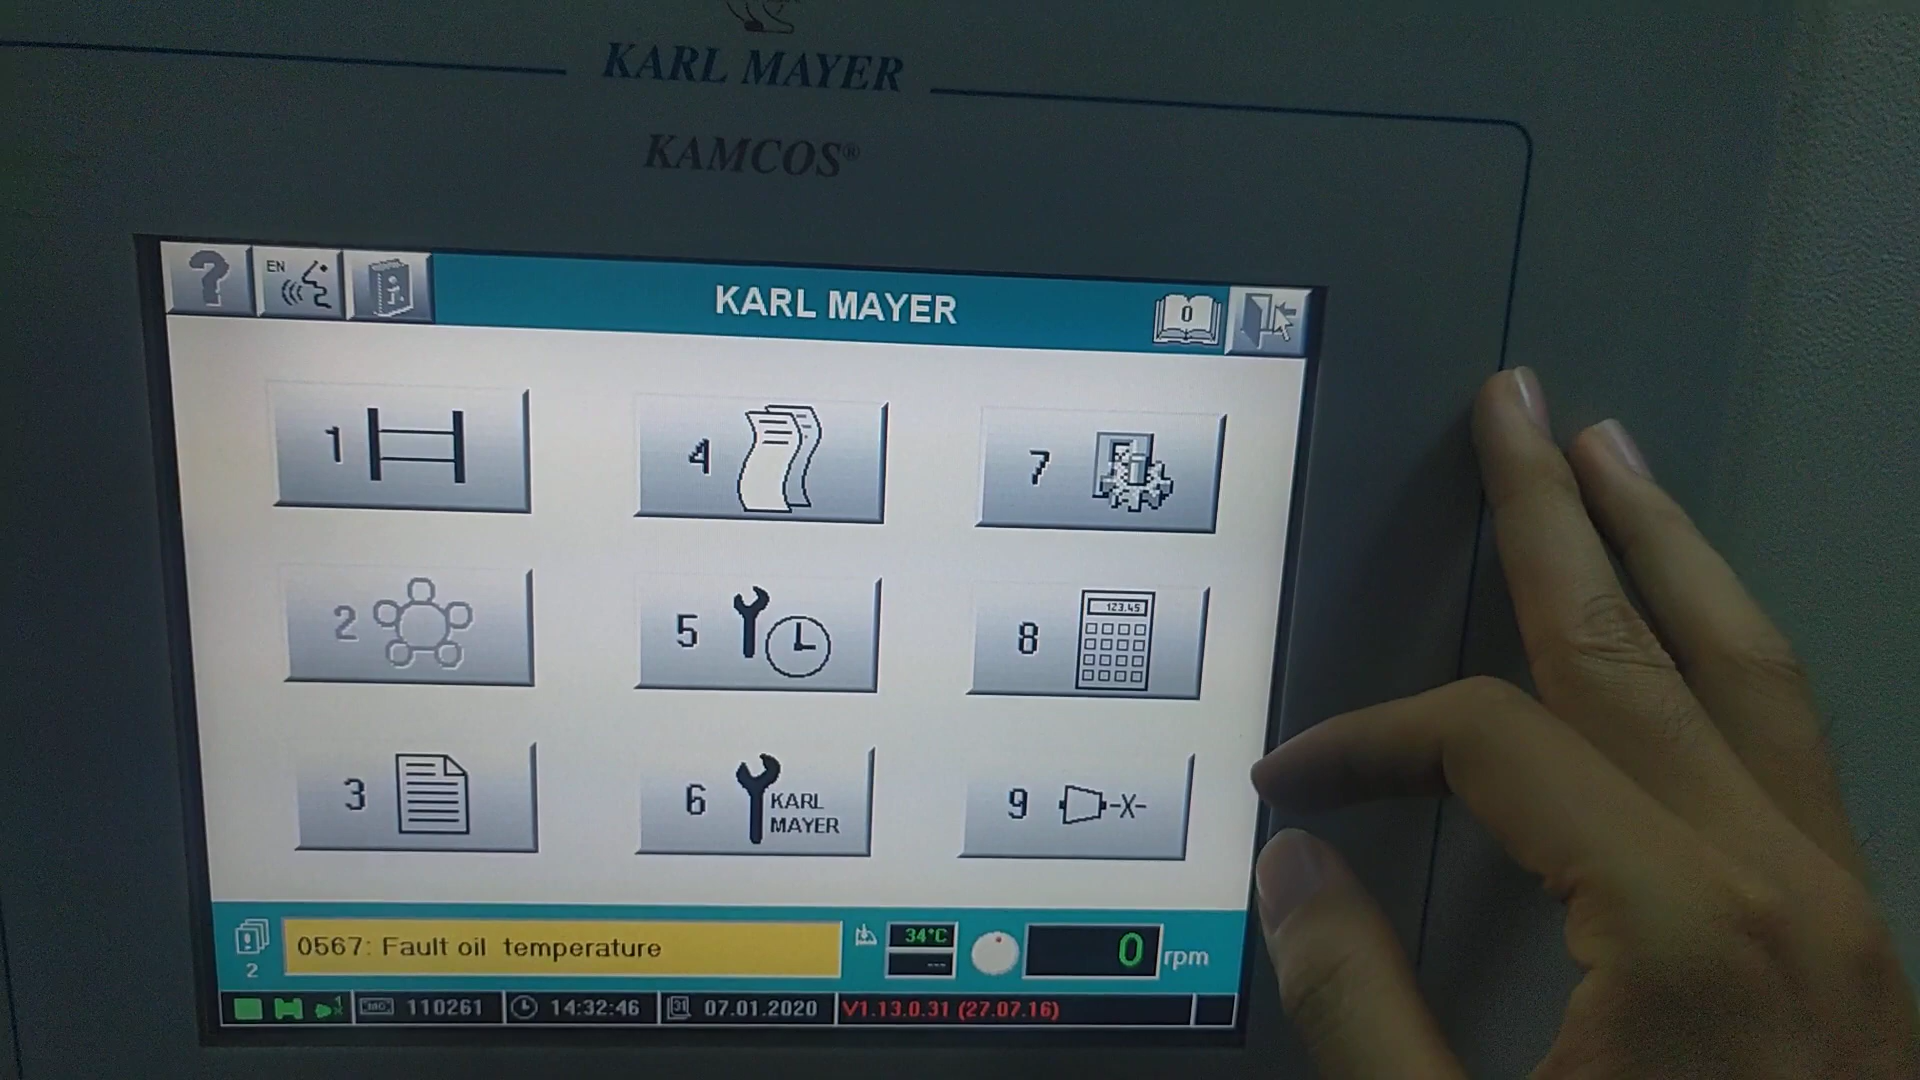 KARL MAYER
KAMCOS®
EN
KARL MAYER
0
1
4
7
2
5
8
123.45
3
6
KARL
MAYER
9
-X-
0567: Fault oil temperature
34°C
---
0
rpm
2
1
110261
14:32:46
31
07.01.2020
V1.13.0.31 (27.07.16)